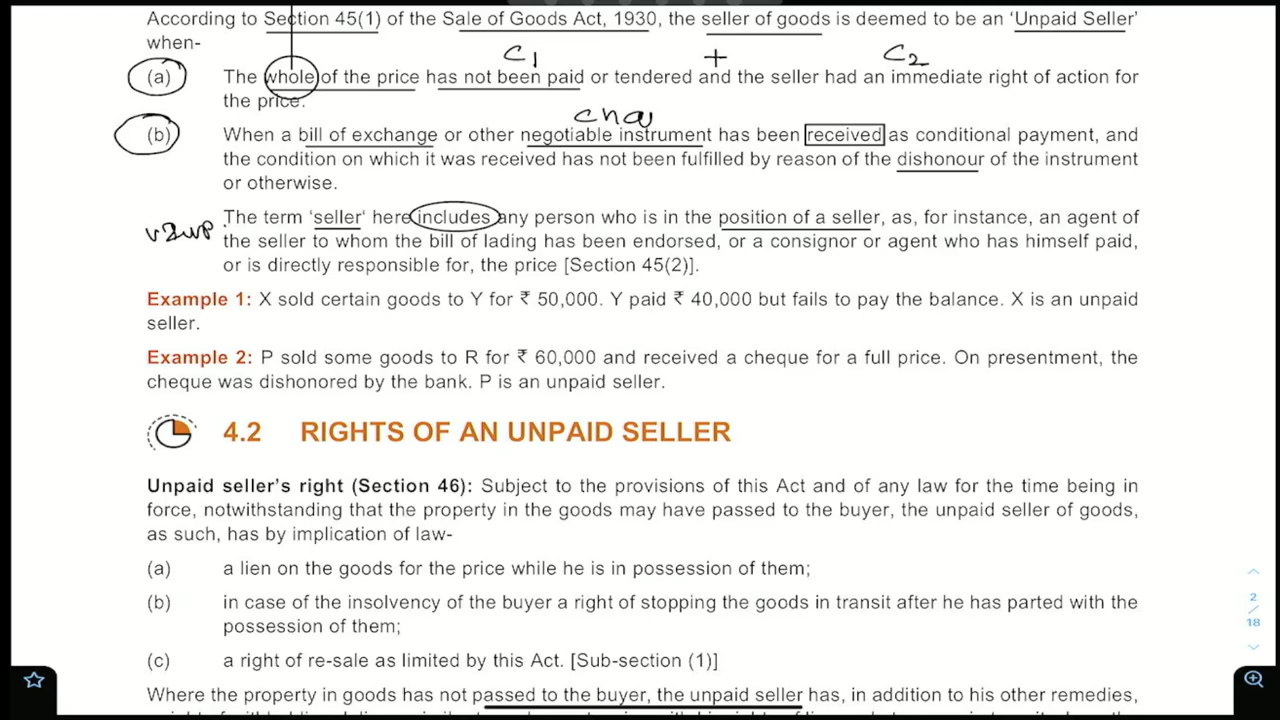 According to Section 45(1) of the Sale of Goods Act, 1930, the seller of goods is deemed to be an ‘Unpaid Seller’
when-
C1 + C2
(a) The whole of the price has not been paid or tendered and the seller had an immediate right of action for
the price.
(b) When a bill of exchange or other negotiable instrument has been received as conditional payment, and
the condition on which it was received has not been fulfilled by reason of the dishonour of the instrument
or otherwise.
The term ‘seller‘ here includes any person who is in the position of a seller, as, for instance, an agent of
the seller to whom the bill of lading has been endorsed, or a consignor or agent who has himself paid,
or is directly responsible for, the price [Section 45(2)].
Example 1: X sold certain goods to Y for ₹ 50,000. Y paid ₹ 40,000 but fails to pay the balance. X is an unpaid
seller.
Example 2: P sold some goods to R for ₹ 60,000 and received a cheque for a full price. On presentment, the
cheque was dishonored by the bank. P is an unpaid seller.
4.2 RIGHTS OF AN UNPAID SELLER
Unpaid seller’s right (Section 46): Subject to the provisions of this Act and of any law for the time being in
force, notwithstanding that the property in the goods may have passed to the buyer, the unpaid seller of goods,
as such, has by implication of law-
(a) a lien on the goods for the price while he is in possession of them;
(b) in case of the insolvency of the buyer a right of stopping the goods in transit after he has parted with the
possession of them;
2
/
18
(c) a right of re-sale as limited by this Act. [Sub-section (1)]
Where the property in goods has not passed to the buyer, the unpaid seller has, in addition to his other remedies,